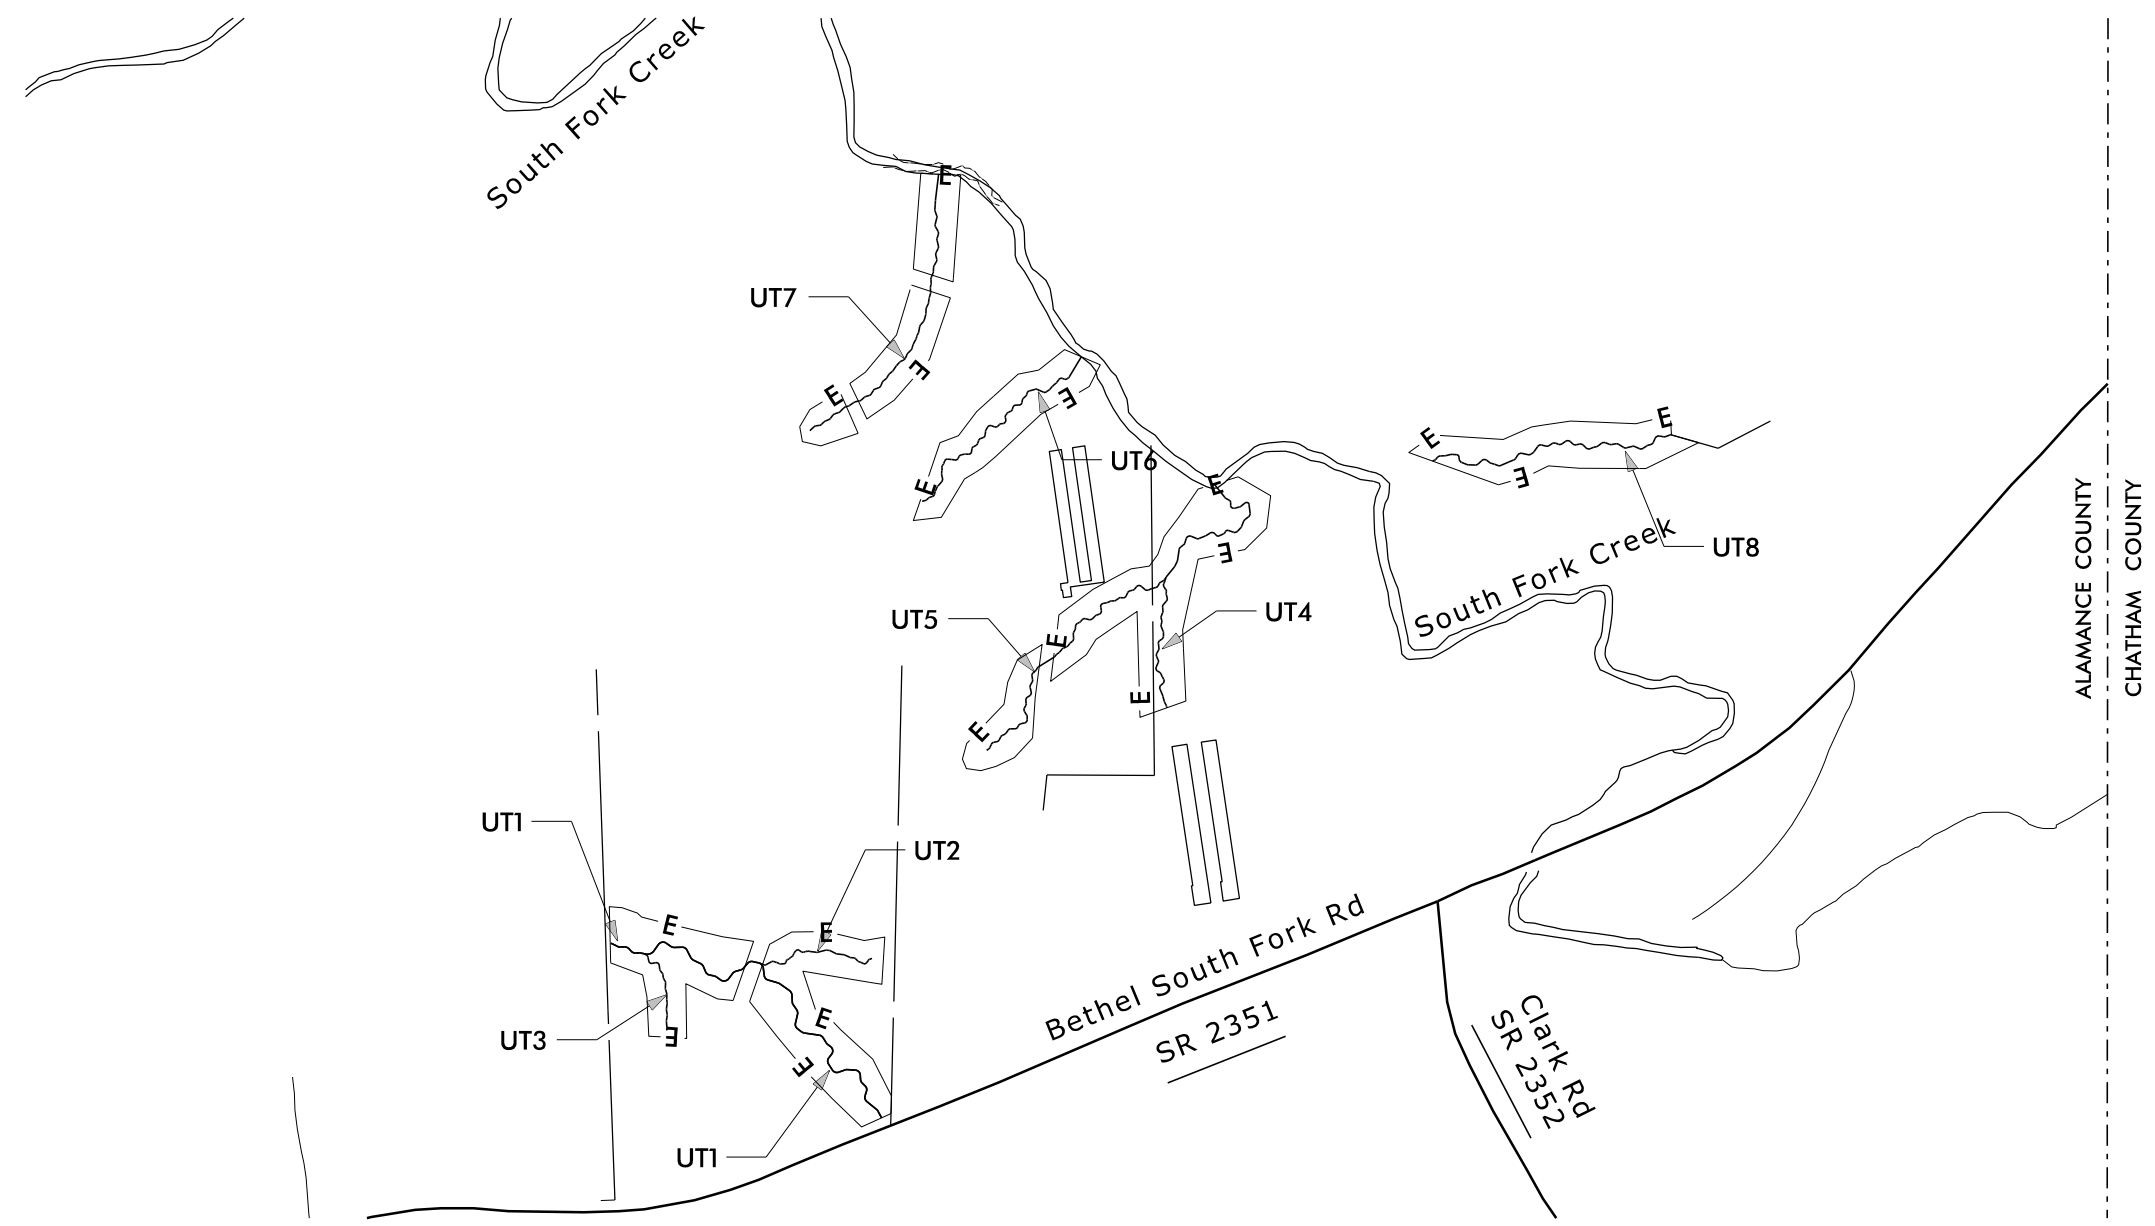 South Fork Creek
E
UT7
E
E
E
UT6
E
E
E
E
E
UT8
ALAMANCE COUNTY
CHATHAM COUNTY
E
E
South Fork Creek
UT5
UT4
E
E
E
UT1
UT2
E
E
UT3
E
E
E
UT1
Bethel South Fork Rd
SR 2351
Clark Rd
SR 2352